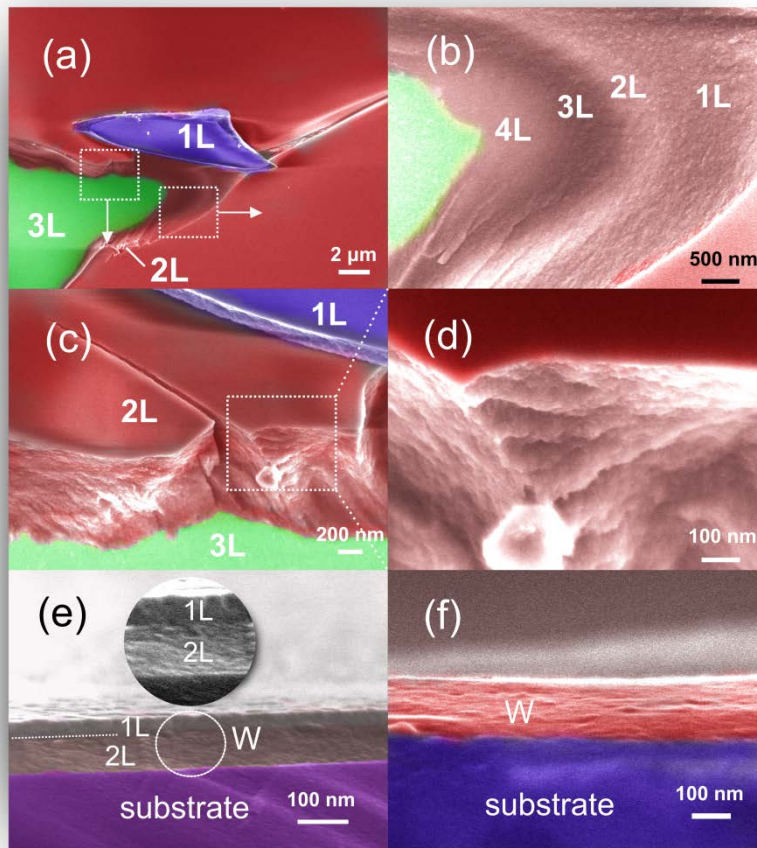 (a)
1L
3L
2L
2 µm
(b)
4L
3L
2L
1L
500 nm
(c)
1L
2L
3L
200 nm
(d)
100 nm
(e)
1L
2L
1L
2L
W
substrate
100 nm
(f)
W
substrate
100 nm